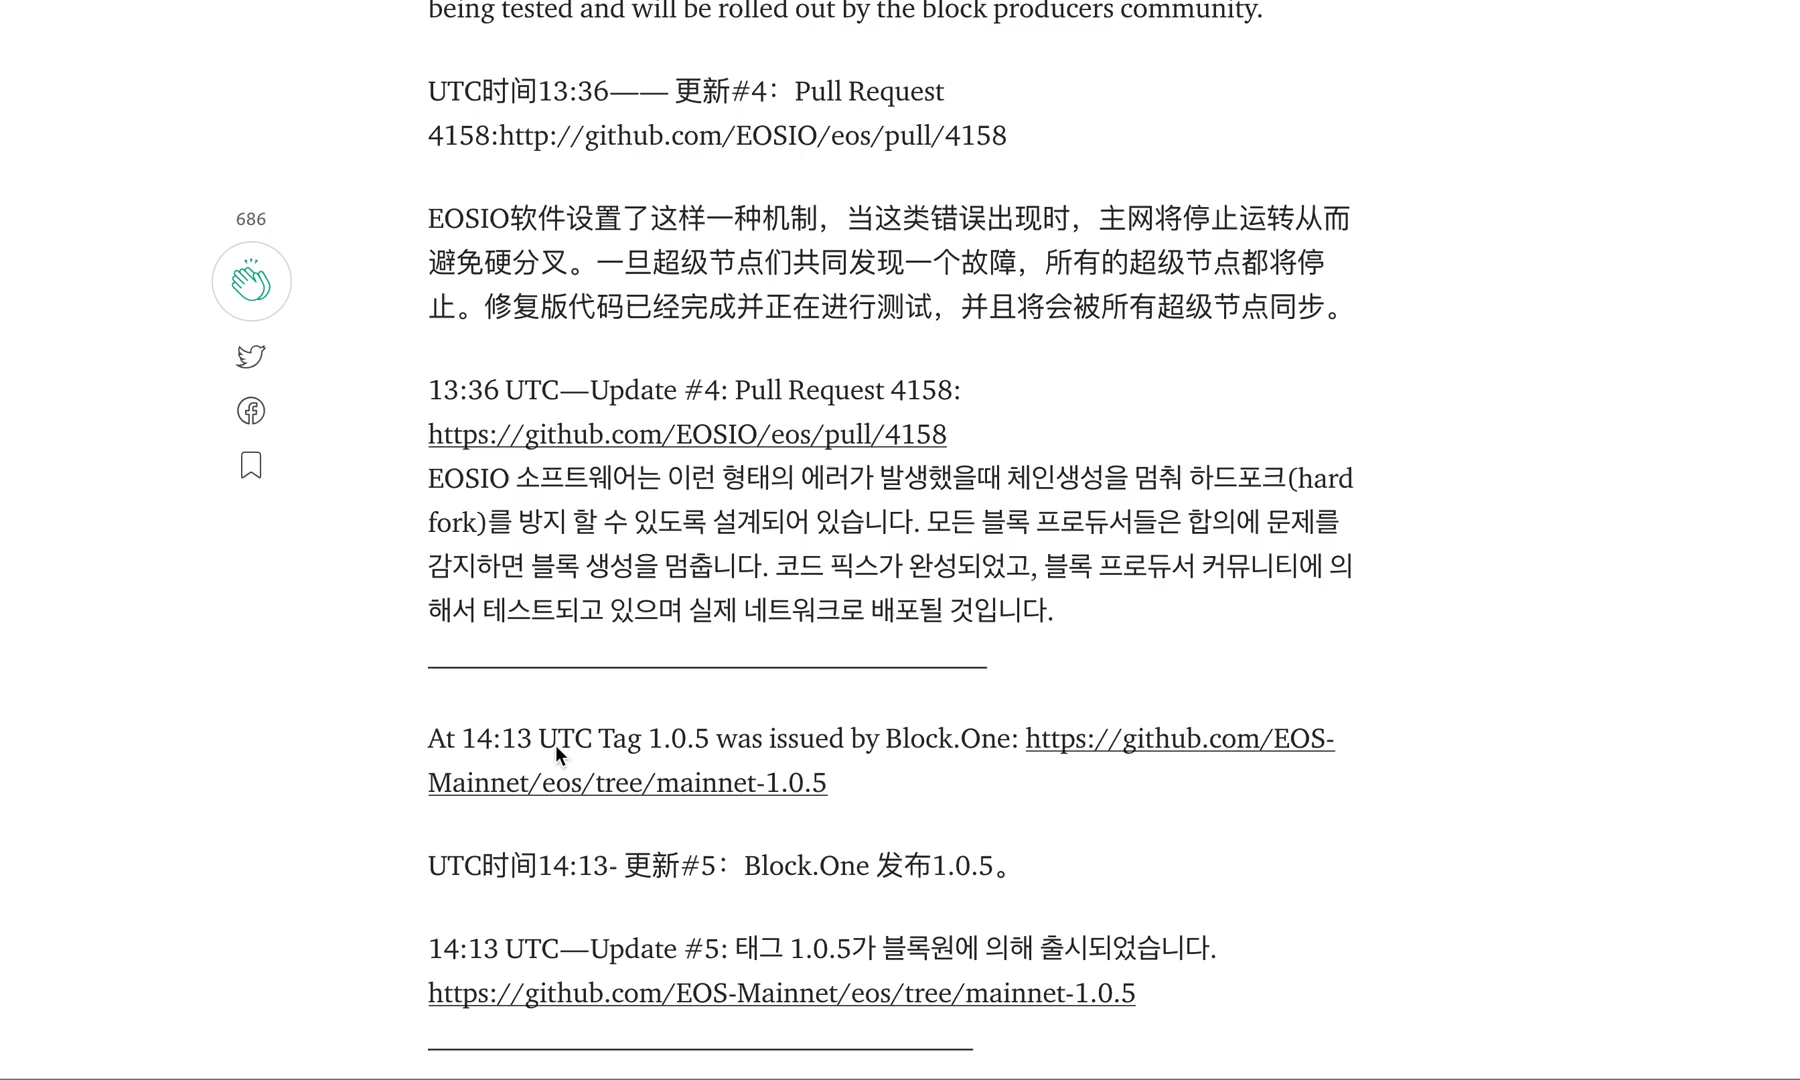 being tested and will be rolled out by the block producers community.
UTC时间13:36—— 更新#4：Pull Request
4158:http://github.com/EOSIO/eos/pull/4158
686
EOSIO软件设置了这样一种机制，当这类错误出现时，主网将停止运转从而
避免硬分叉。一旦超级节点们共同发现一个故障，所有的超级节点都将停
止。修复版代码已经完成并正在进行测试，并且将会被所有超级节点同步。
13:36 UTC—Update #4: Pull Request 4158:
https://github.com/EOSIO/eos/pull/4158
EOSIO 소프트웨어는 이런 형태의 에러가 발생했을때 체인생성을 멈춰 하드포크(hard
fork)를 방지 할 수 있도록 설계되어 있습니다. 모든 블록 프로듀서들은 합의에 문제를
감지하면 블록 생성을 멈춥니다. 코드 픽스가 완성되었고, 블록 프로듀서 커뮤니티에 의
해서 테스트되고 있으며 실제 네트워크로 배포될 것입니다.
At 14:13 UTC Tag 1.0.5 was issued by Block.One: https://github.com/EOS-
Mainnet/eos/tree/mainnet-1.0.5
UTC时间14:13- 更新#5：Block.One 发布1.0.5。
14:13 UTC—Update #5: 태그 1.0.5가 블록원에 의해 출시되었습니다.
https://github.com/EOS-Mainnet/eos/tree/mainnet-1.0.5